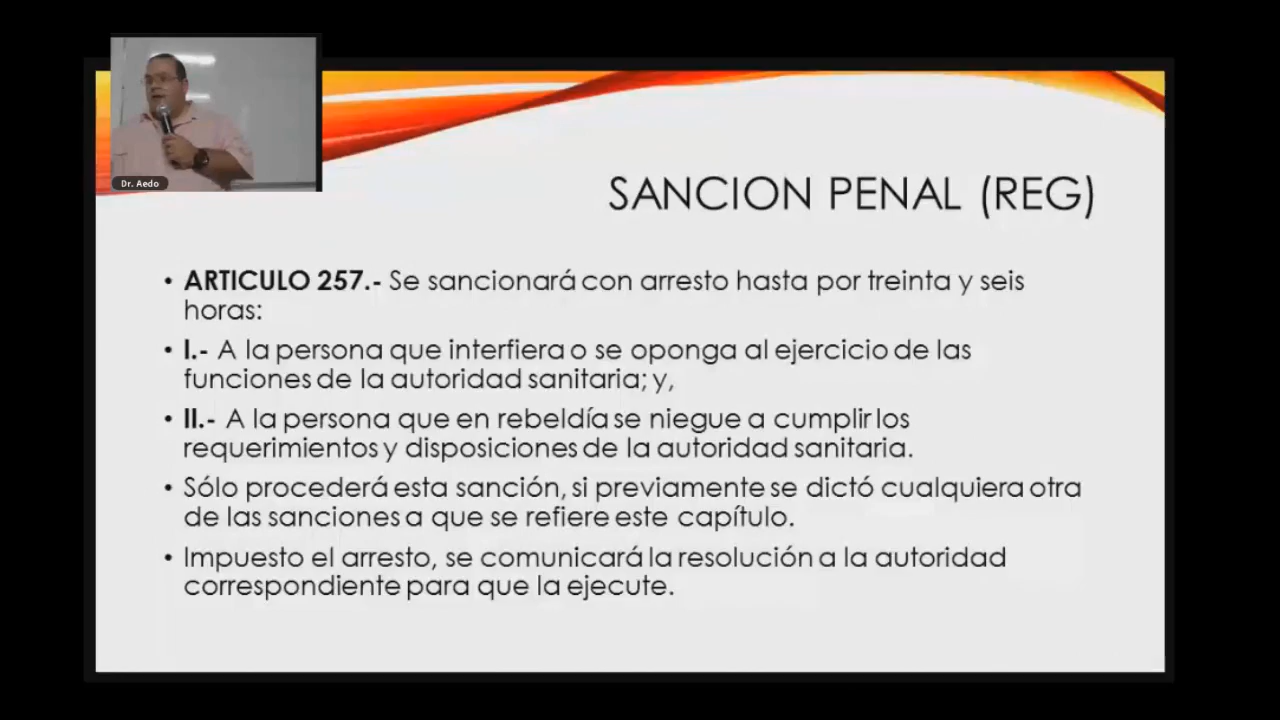 Dr. Aedo
SANCION PENAL (REG)
• ARTICULO 257.- Se sancionará con arresto hasta por treinta y seis
horas:
• I.- A la persona que interfiera o se oponga al ejercicio de las
funciones de la autoridad sanitaria; y,
• II.- A la persona que en rebeldía se niegue a cumplir los
requerimientos y disposiciones de la autoridad sanitaria.
• Sólo procederá esta sanción, si previamente se dictó cualquiera otra
de las sanciones a que se refiere este capítulo.
• Impuesto el arresto, se comunicará la resolución a la autoridad
correspondiente para que la ejecute.